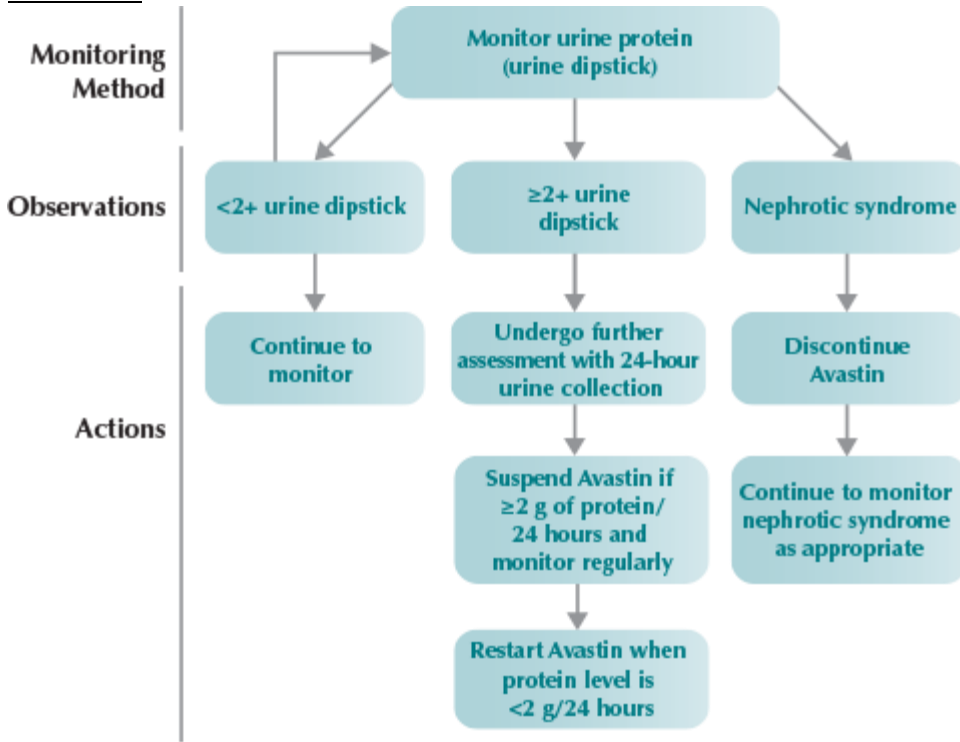 Monitoring
Method
Monitor urine protein
(urine dipstick)
Observations
<2+ urine dipstick
≥2+ urine
dipstick
Nephrotic syndrome
Actions
Continue to
monitor
Undergo further
assessment with 24-hour
urine collection
Discontinue
Avastin
Suspend Avastin if
≥2 g of protein/
24 hours and
monitor regularly
Continue to monitor
nephrotic syndrome
as appropriate
Restart Avastin when
protein level is
<2 g/24 hours